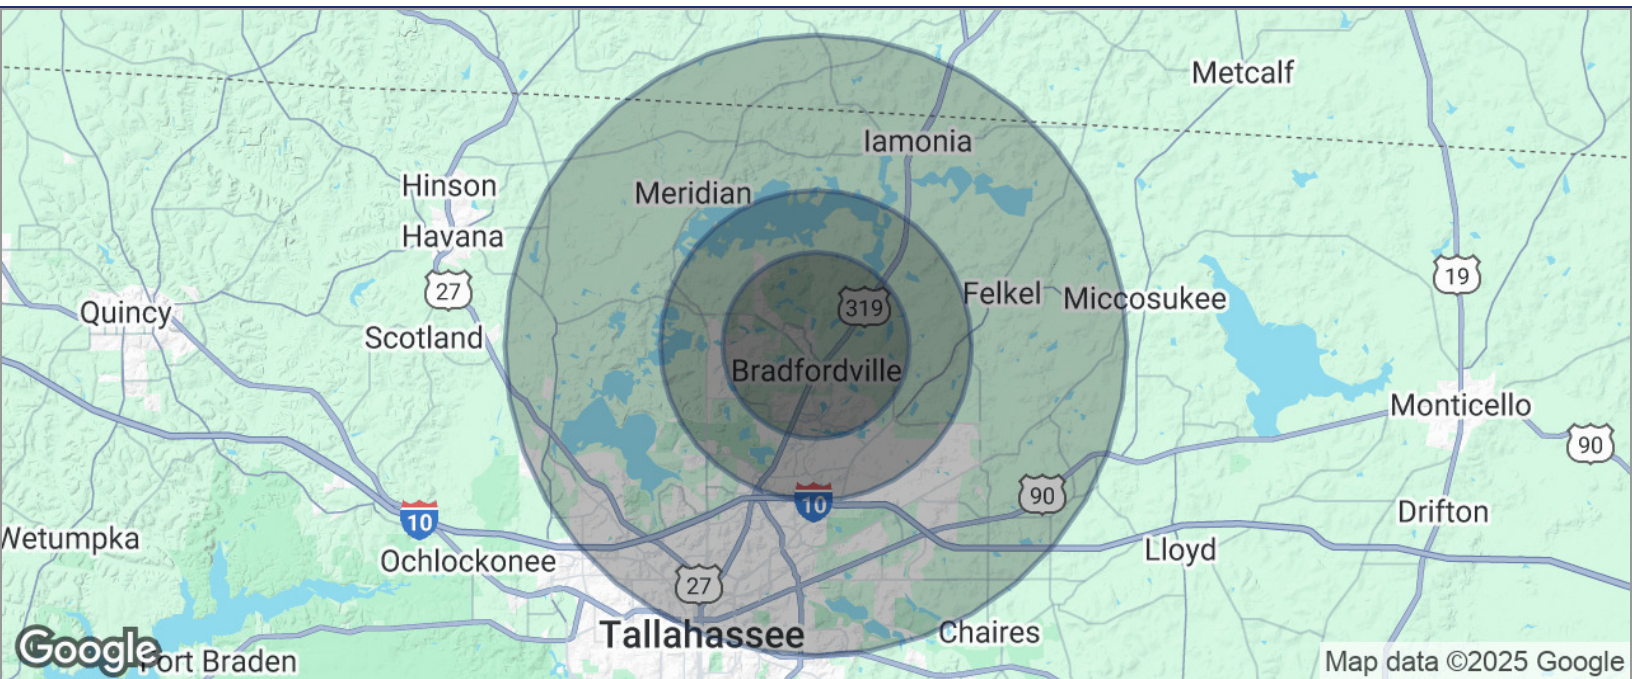 Metcalf
Iamonia
Hinson
Meridian
Havana
27
319
Felkel
Miccosukee
19
Quincy
Scotland
Bradfordville
Monticello
90
10
10
90
Drifton
Wetumpka
Ochlockonee
Lloyd
27
Tallahassee
Chaires
Google
Fort Braden
Map data ©2025 Google